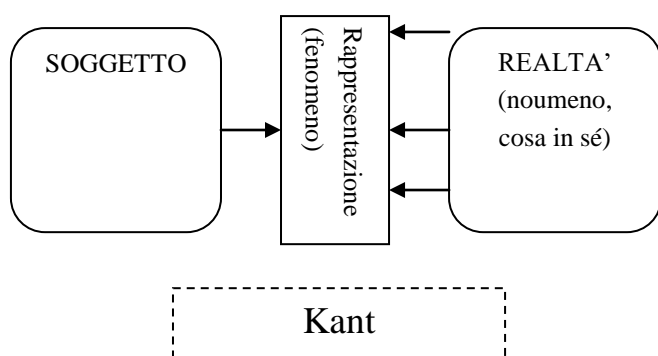 SOGGETTO
Rappresentazione
(fenomeno)
REALTA’
(noumeno,
cosa in sé)
Kant